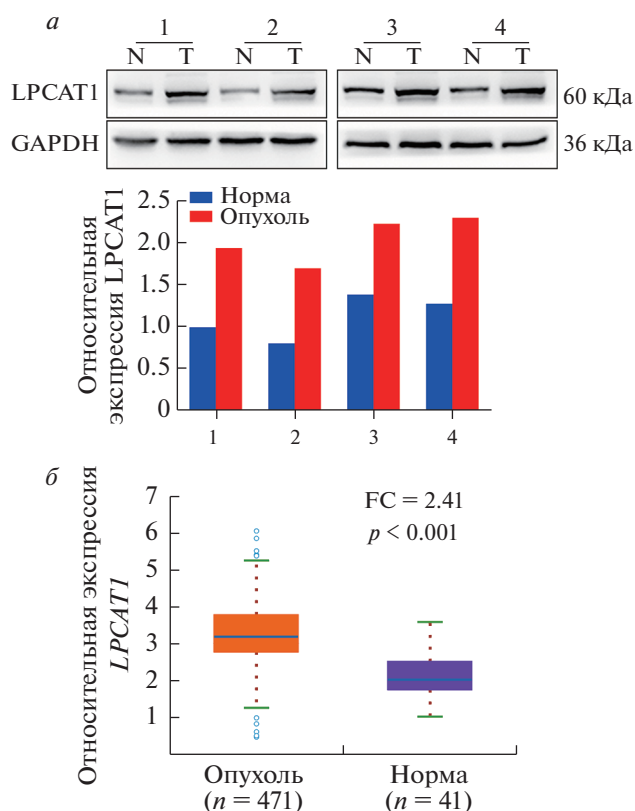 а
1 2 3 4
N T N T N T N T
LPCAT1 60 кДа
GAPDH 36 кДа
Относительная
экспрессия LPCAT1
2.5
2.0
1.5
1.0
0.5
0
Норма
Опухоль
1 2 3 4
б
Относительная экспрессия
LPCAT1
7
6
5
4
3
2
1
FC = 2.41
p < 0.001
Опухоль Норма
(n = 471) (n = 41)